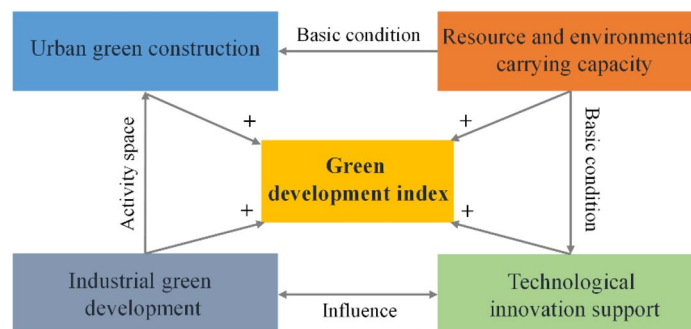 Urban green construction
Basic condition
Resource and environmenta
carrying capacity
+
+
Green
development index
Activity space
Basic condition
+
+
Industrial green
development
Influence
Technological
innovation support